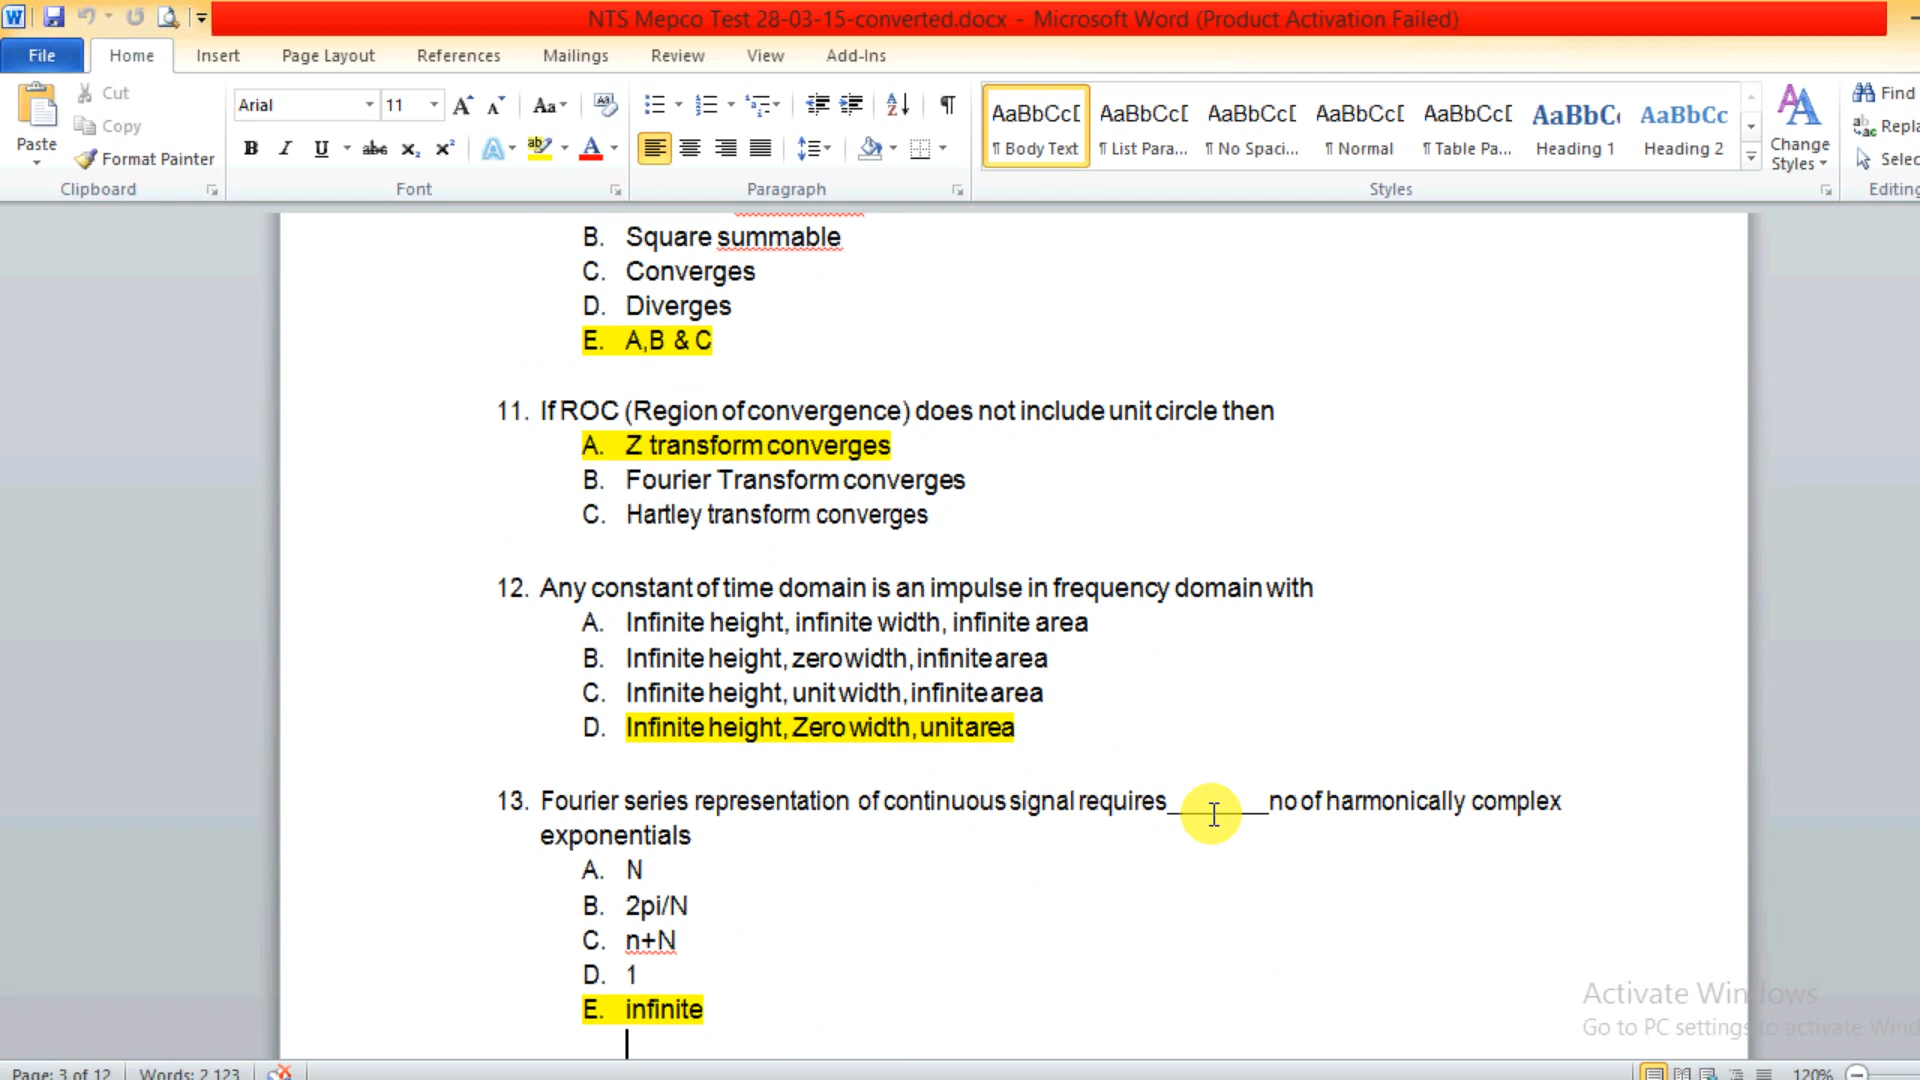 NTS Mepco Test 28-03-15-converted.docx - Microsoft Word (Product Activation Failed)
File Home Insert Page Layout References Mailings Review View Add-Ins
Paste
Cut
Copy
Format Painter
Clipboard
Arial 11
Font
Paragraph
AaBbCc[ AaBbCc[ AaBbCc[ AaBbCc[ AaBbCc[ AaBbC( AaBbCc
¶ Body Text ¶ List Para... ¶ No Spaci... ¶ Normal ¶ Table Pa... Heading 1 Heading 2
Change Styles
Styles
Find
Repla
Selec
Editing
B. Square summable
C. Converges
D. Diverges
E. A,B & C
11. If ROC (Region of convergence) does not include unit circle then
A. Z transform converges
B. Fourier Transform converges
C. Hartley transform converges
12. Any constant of time domain is an impulse in frequency domain with
A. Infinite height, infinite width, infinite area
B. Infinite height, zero width, infinite area
C. Infinite height, unit width, infinite area
D. Infinite height, Zero width, unit area
13. Fourier series representation of continuous signal requires________no of harmonically complex
exponentials
A. N
B. 2pi/N
C. n+N
D. 1
E. infinite
Activate Windows
Go to PC settings to activate Wind
Page: 3 of 12 Words: 2,123 120%